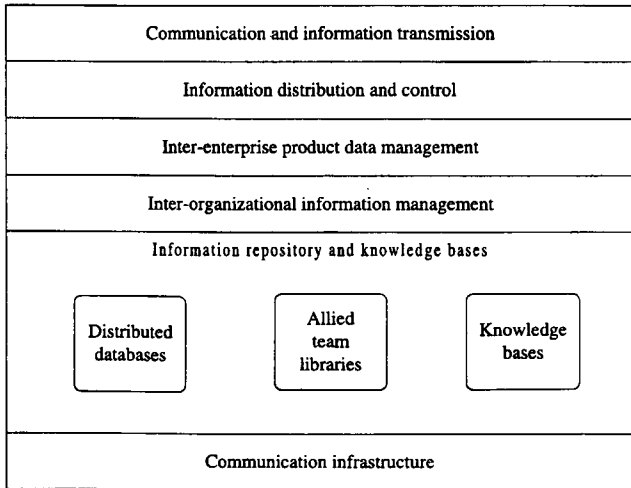 Communication and information transmission
Information distribution and control
Inter-enterprise product data management
Inter-organizational information management
Information repository and knowledge bases
Distributed
databases
Allied
team
libraries
Knowledge
bases
Communication infrastructure